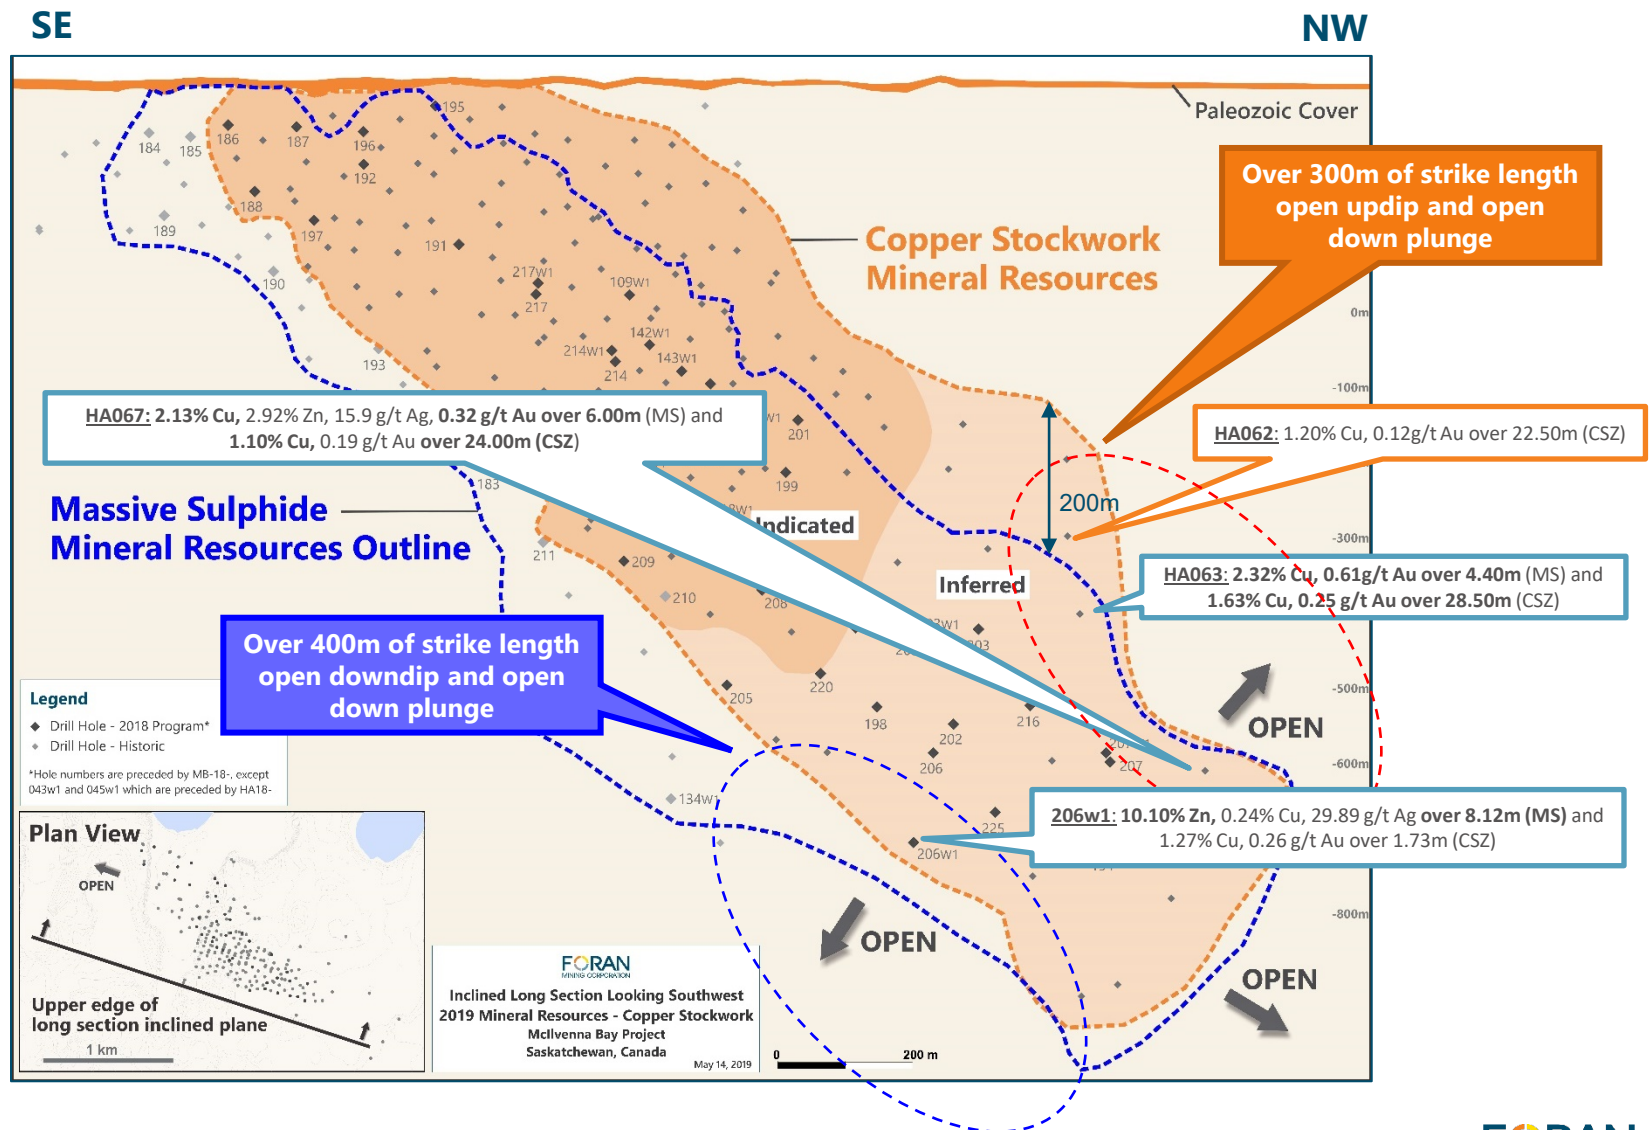 SE
NW
Paleozoic Cover
Over 300m of strike length
open updip and open
down plunge
Copper Stockwork
Mineral Resources
195
184
185
186
187
196
192
188
189
197
191
190
217w1
217
109w1
0m
142w1
214w1
143w1
214
193
-100m
HA067: 2.13% Cu, 2.92% Zn, 15.9 g/t Ag, 0.32 g/t Au over 6.00m (MS) and
1.10% Cu, 0.19 g/t Au over 24.00m (CSZ)
201
HA062: 1.20% Cu, 0.12g/t Au over 22.50m (CSZ)
199
183
200m
Massive Sulphide
Mineral Resources Outline
Indicated
-300m
211
209
Inferred
HA063: 2.32% Cu, 0.61g/t Au over 4.40m (MS) and
1.63% Cu, 0.25 g/t Au over 28.50m (CSZ)
210
208
Over 400m of strike length
open downdip and open
down plunge
220
205
-500m
198
216
202
206
207
-600m
OPEN
Legend
Drill Hole - 2018 Program*
Drill Hole - Historic
*Hole numbers are preceded by MB-18-, except
043w1 and 045w1 which are preceded by HA18-
134w1
225
206w1
206w1: 10.10% Zn, 0.24% Cu, 29.89 g/t Ag over 8.12m (MS) and
1.27% Cu, 0.26 g/t Au over 1.73m (CSZ)
-800m
OPEN
OPEN
Plan View
OPEN
Upper edge of
long section inclined plane
1 km
FORAN
MINING CORPORATION
Inclined Long Section Looking Southwest
2019 Mineral Resources - Copper Stockwork
McIlvenna Bay Project
Saskatchewan, Canada
May 14, 2019
0
200 m
FORAN